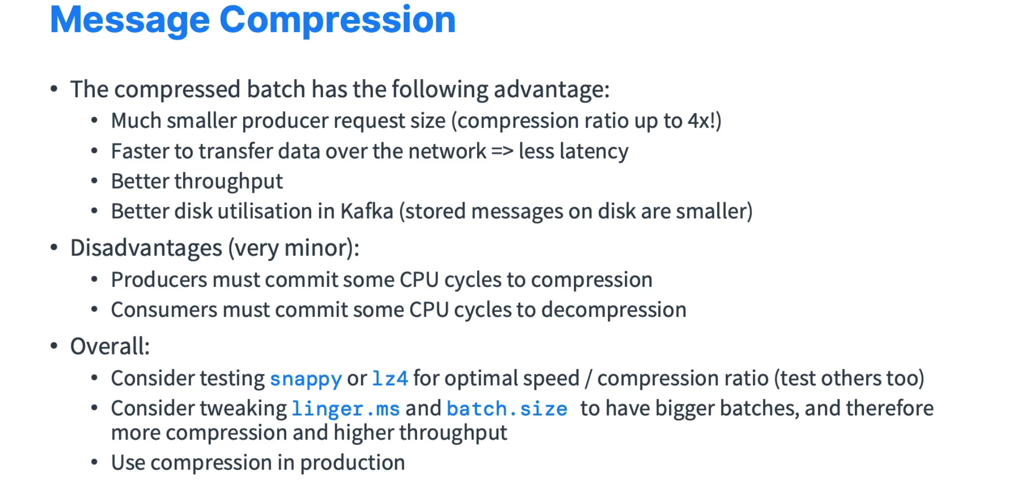 Message Compression
• The compressed batch has the following advantage:
• Much smaller producer request size (compression ratio up to 4x!)
• Faster to transfer data over the network => less latency
• Better throughput
• Better disk utilisation in Kafka (stored messages on disk are smaller)
• Disadvantages (very minor):
• Producers must commit some CPU cycles to compression
• Consumers must commit some CPU cycles to decompression
• Overall:
• Consider testing snappy or lz4 for optimal speed / compression ratio (test others too)
• Consider tweaking linger.ms and batch.size to have bigger batches, and therefore
more compression and higher throughput
• Use compression in production